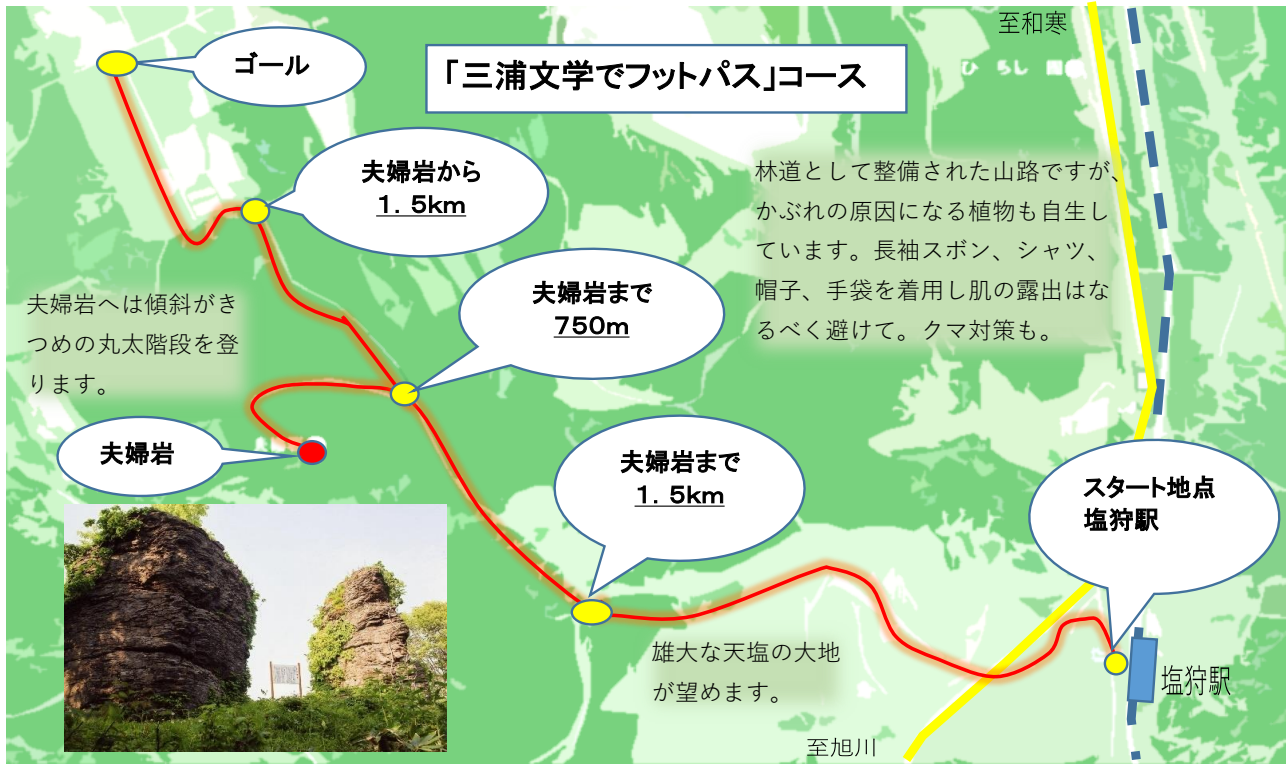 至和寒
ゴール
「三浦文学でフットパス」コース
夫婦岩から
１．５km
林道として整備された山路ですが、
かぶれの原因になる植物も自生し
ています。長袖スボン、シャツ、
帽子、手袋を着用し肌の露出はな
るべく避けて。クマ対策も。
夫婦岩まで
750m
夫婦岩へは傾斜がき
つめの丸太階段を登
ります。
夫婦岩
夫婦岩まで
１．５km
スタート地点
塩狩駅
雄大な天塩の大地
が望めます。
塩狩駅
至旭川